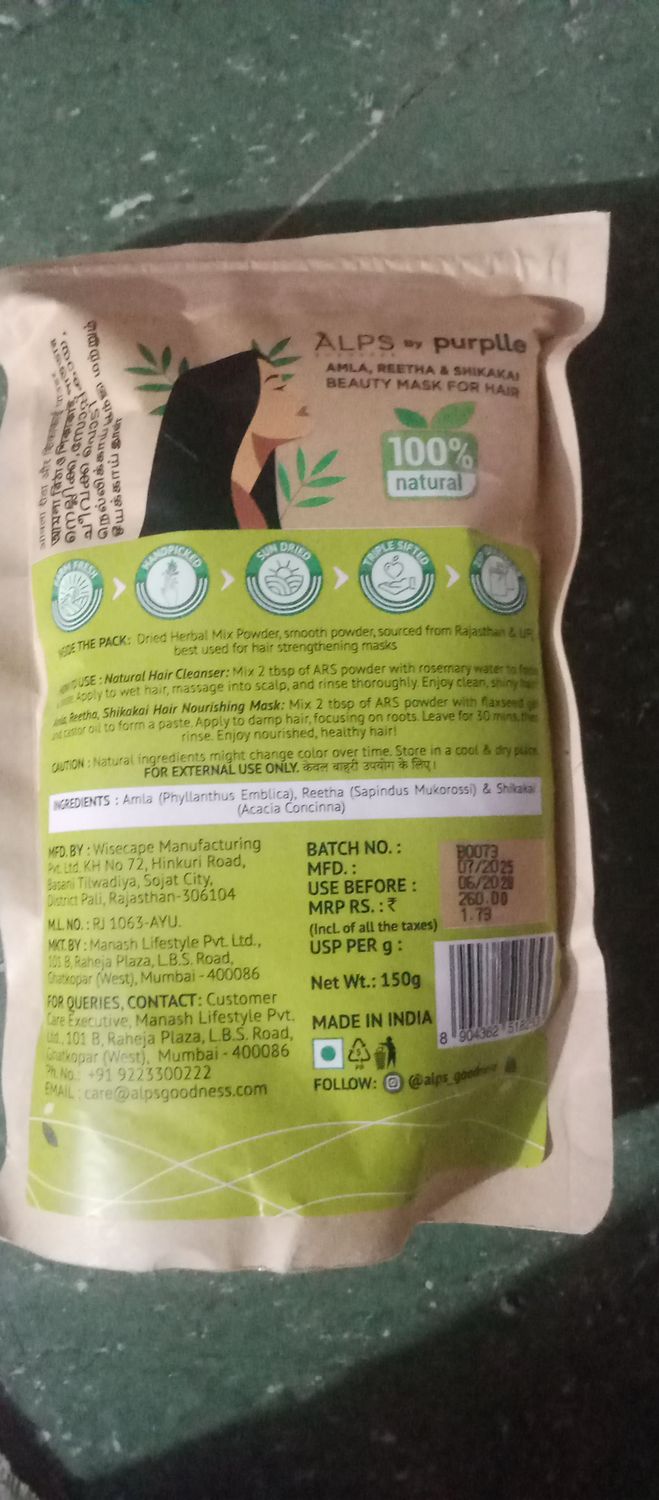 ALPS By purplle
GOODNESS
AMLA, REETHA & SHIKAKAI
BEAUTY MASK FOR HAIR
100%
natural
FARM FRESH
HANDPICKED
SUN DRIED
TRIPLE SIFTED
THE PACK: Dried Herbal Mix Powder, smooth powder, sourced from Rajasthan & UP,
best used for hair strengthening masks
USE : Natural Hair Cleanser: Mix 2 tbsp of ARS powder with rosemary water to
Apply to wet hair, massage into scalp, and rinse thoroughly. Enjoy clean, shiny
Reetha, Shikakai Hair Nourishing Mask: Mix 2 tbsp of ARS powder with flaxseed gel
and castor oil to form a paste. Apply to damp hair, focusing on roots. Leave for 30 mins, then
rinse. Enjoy nourished, healthy hair!
CAUTION : Natural ingredients might change color over time. Store in a cool & dry place.
FOR EXTERNAL USE ONLY. केवल बाहरी उपयोग के लिए।
INGREDIENTS : Amla (Phyllanthus Emblica), Reetha (Sapindus Mukorossi) & Shikakai
(Acacia Concinna)
MFD. BY : Wisecape Manufacturing
Pvt. Ltd. KH No 72, Hinkuri Road,
Basani Tilwadiya, Sojat City,
District Pali, Rajasthan-306104
M.L. NO. : RJ 1063-AYU.
MKT. BY : Manash Lifestyle Pvt. Ltd.,
101 B, Raheja Plaza, L.B.S. Road,
Ghatkopar (West), Mumbai - 400086
FOR QUERIES, CONTACT: Customer
Care Executive, Manash Lifestyle Pvt.
Ltd. 101 B, Raheja Plaza, L.B.S. Road,
Ghatkopar (West), Mumbai - 400086
Ph. No.: +91 9223300222
EMAIL : care@alpsgoodness.com
BATCH NO. : B0073
MFD. : 07/2025
USE BEFORE : 06/2028
MRP RS. : ₹ 260.00
(Incl. of all the taxes) 1.73
USP PER g :
Net Wt.: 150g
MADE IN INDIA
8 904362
FOLLOW: @alps_goodness